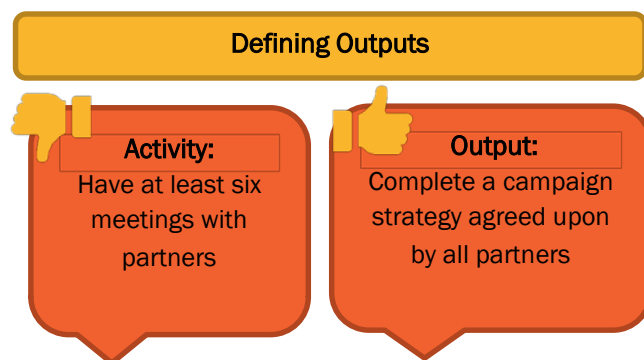 Defining Outputs
Activity:
Have at least six
meetings with
partners
Output:
Complete a campaign
strategy agreed upon
by all partners